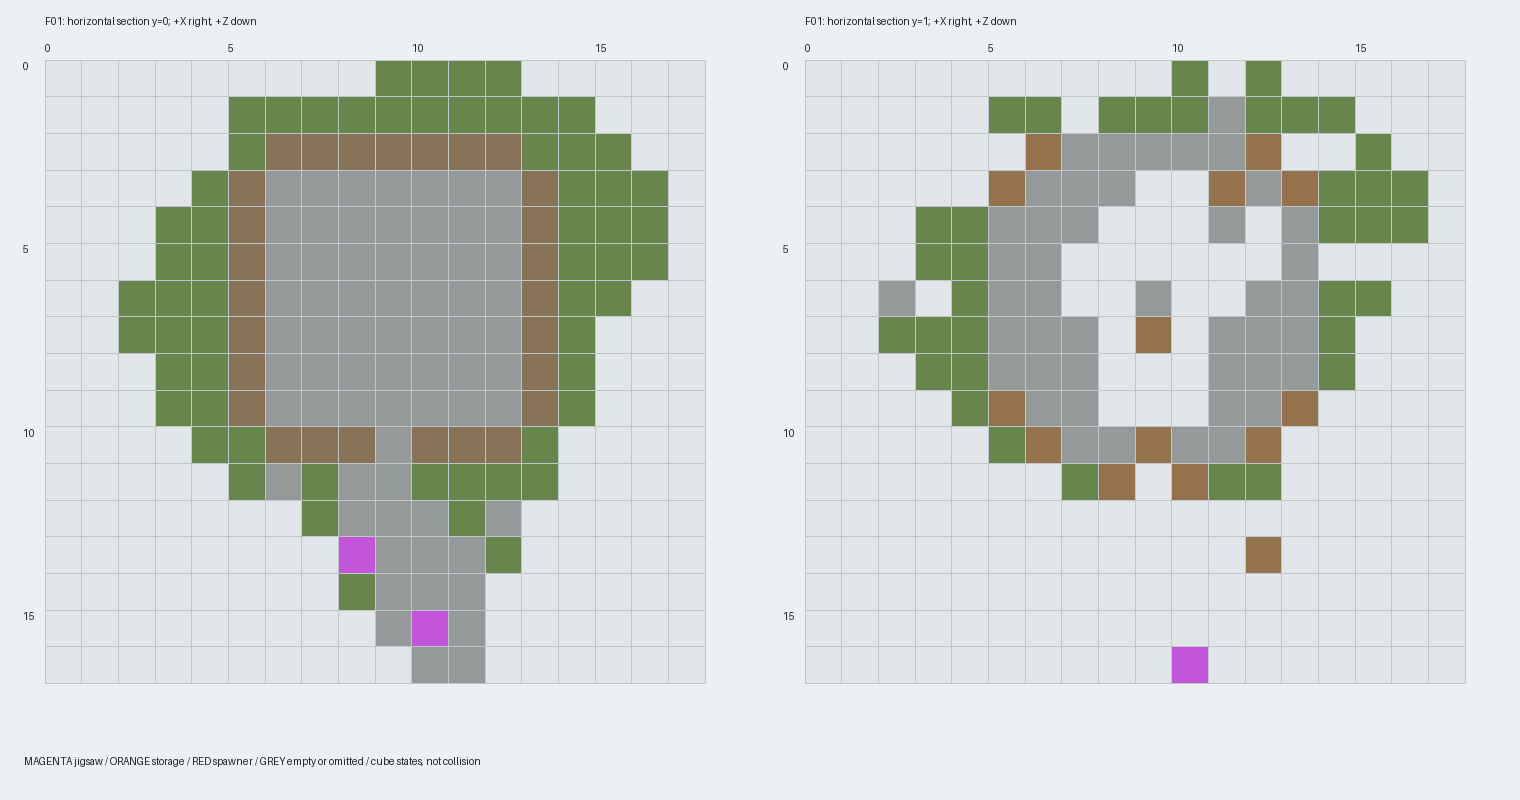 F01: horizontal section y=0; +X right, +Z down
F01: horizontal section y=1; +X right, +Z down
0 5 10 15
0 5 10 15
0
0
5
5
10
10
15
15
MAGENTA jigsaw / ORANGE storage / RED spawner / GREY empty or omitted / cube states, not collision